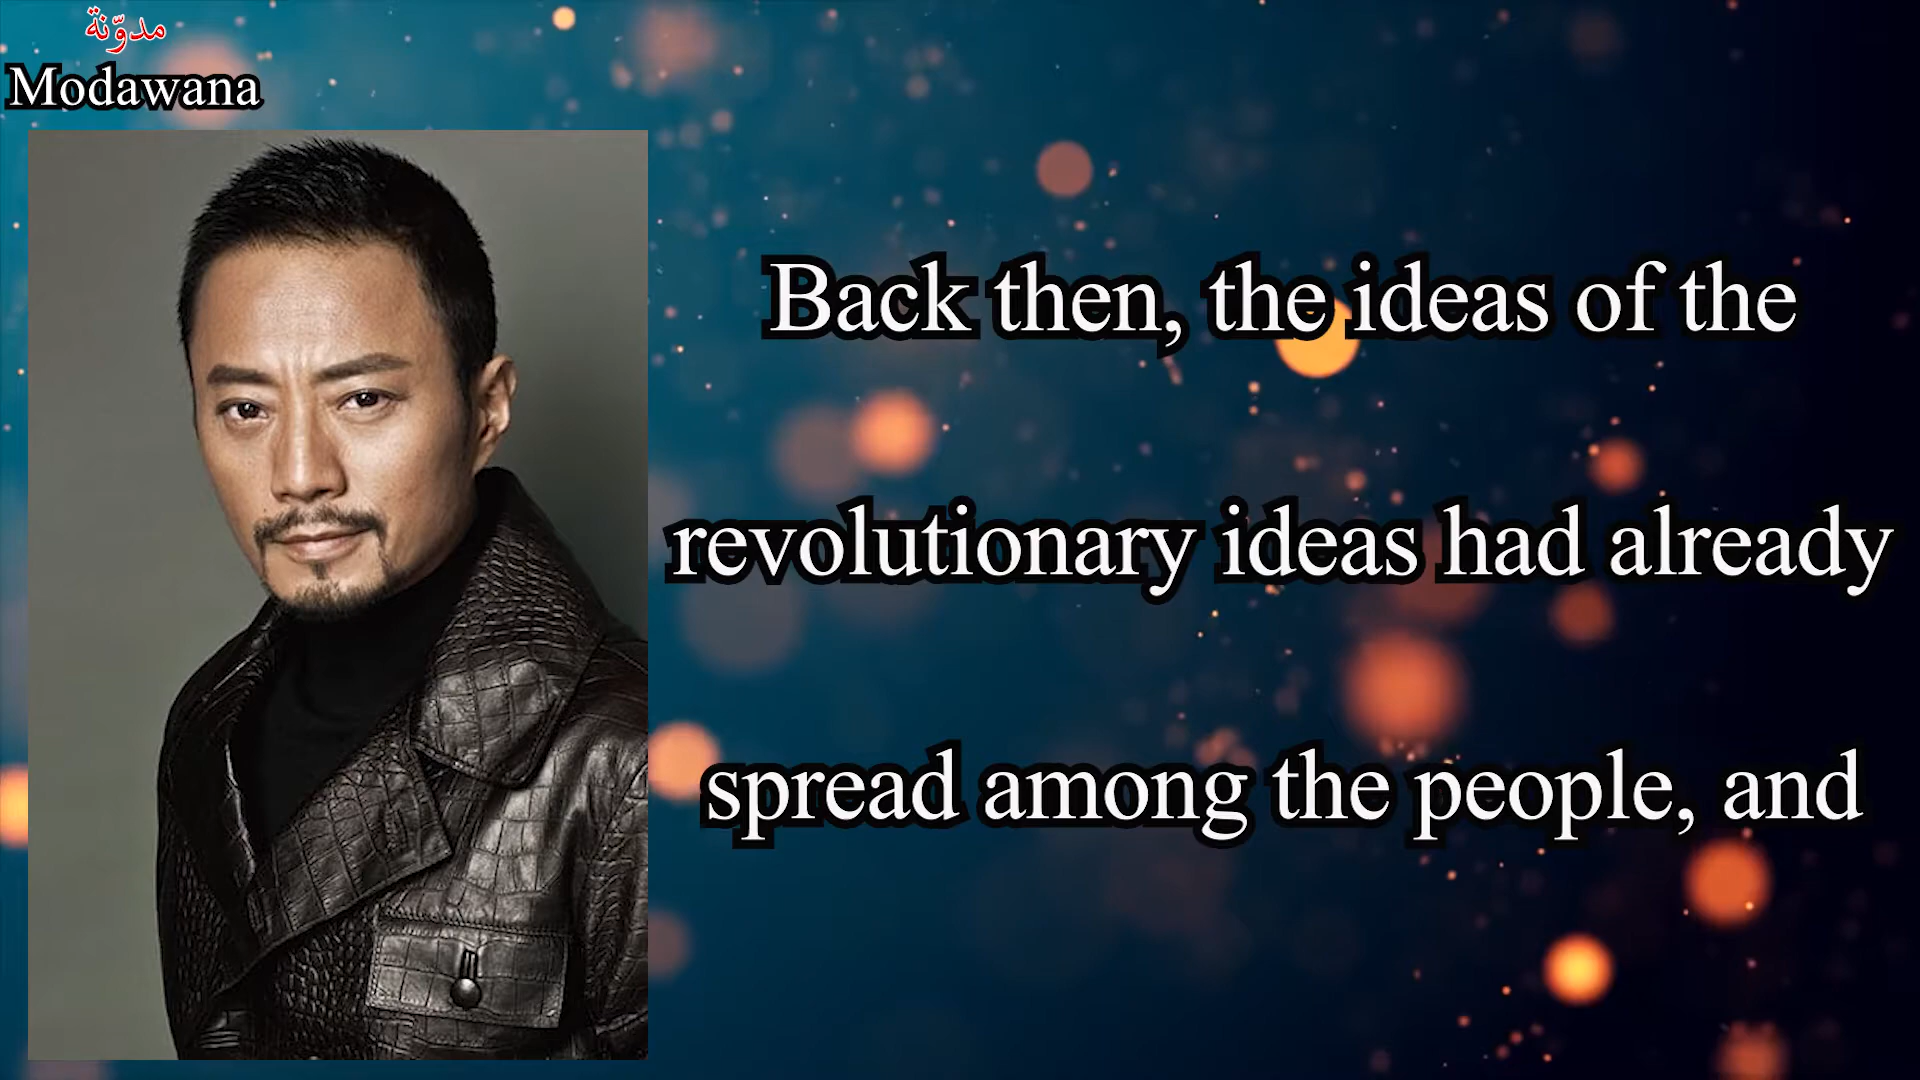 مدوّنة
Modawana
Back then, the ideas of the
revolutionary ideas had already
spread among the people, and